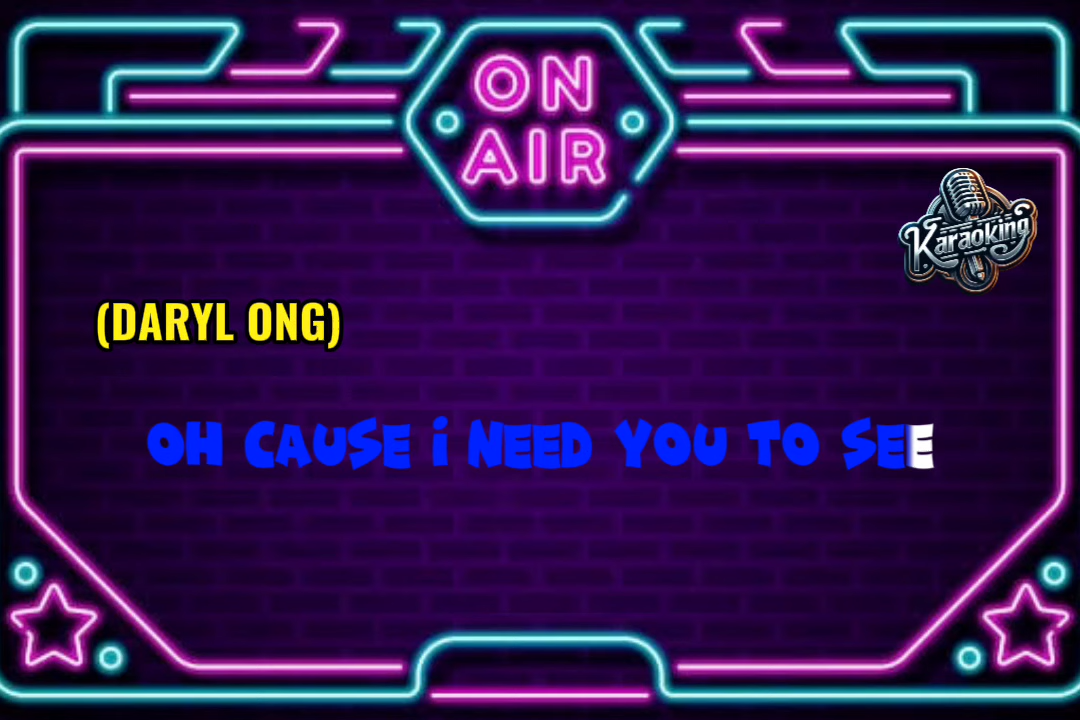 ON
AIR
Karaoking
(DARYL ONG)
OH CAUSE i NEED YOU TO SEE